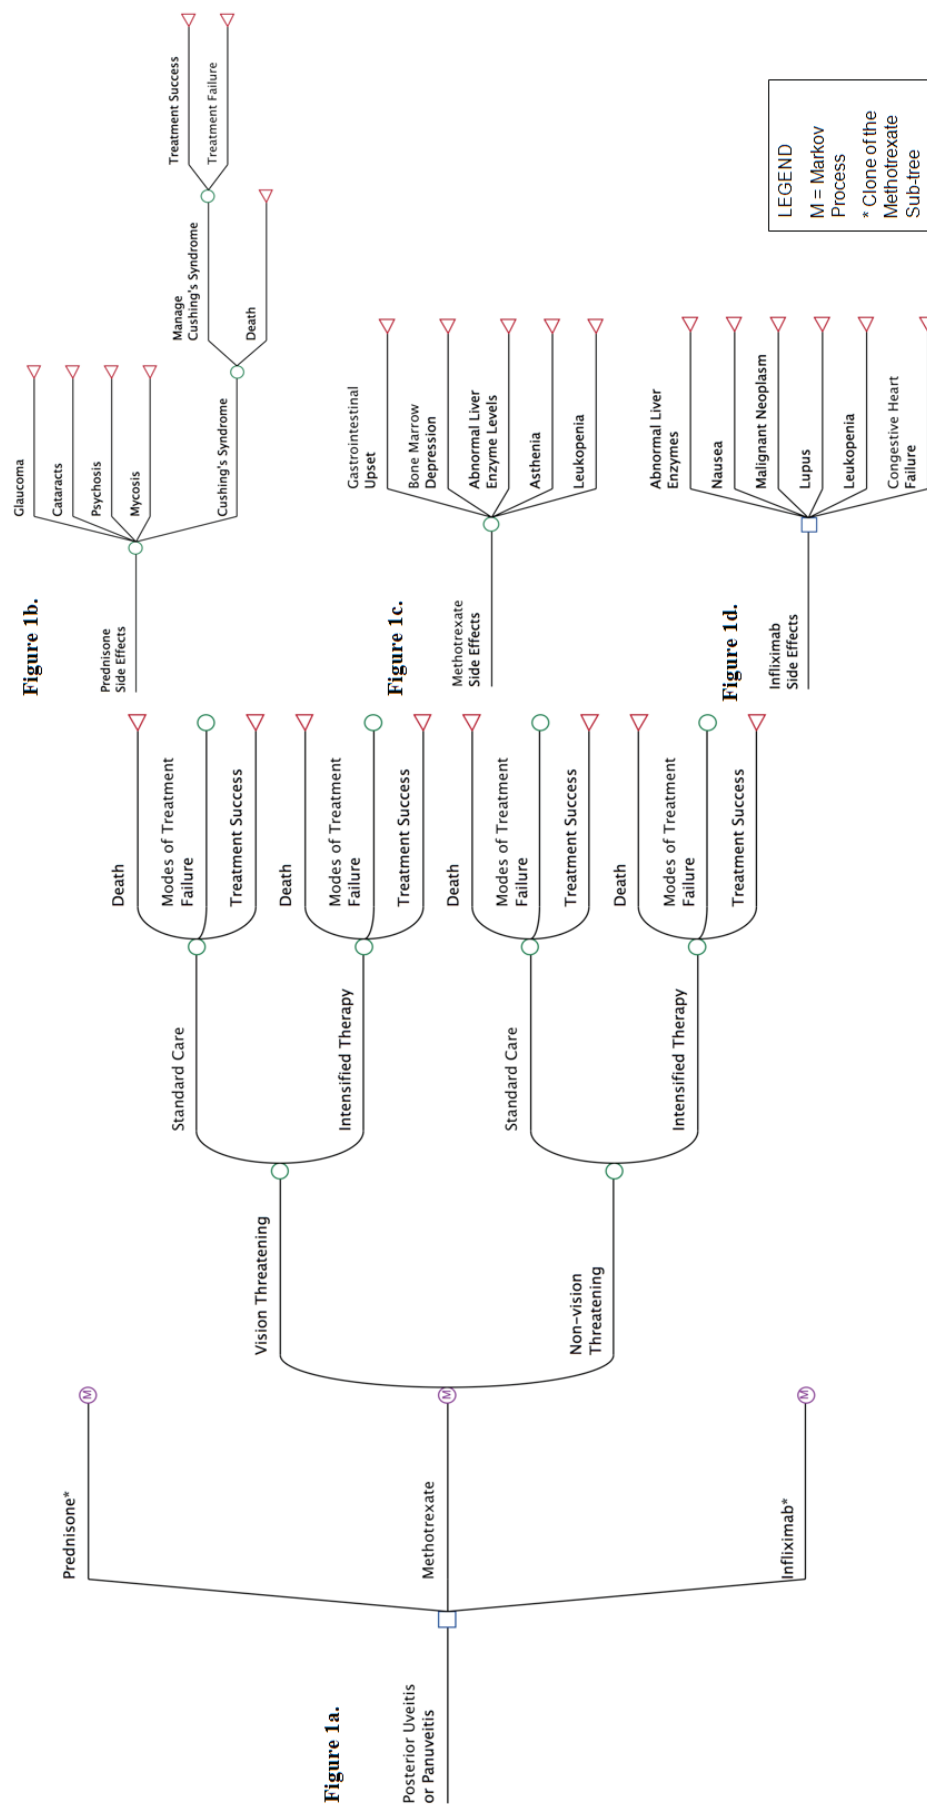 Figure 1a.
Posterior Uveitis
or Panuveitis
Prednisone*
M
Methotrexate
M
Infliximab*
M
Vision Threatening
Non-vision
Threatening
Standard Care
Intensified Therapy
Standard Care
Intensified Therapy
Death
Modes of Treatment
Failure
Treatment Success
Death
Modes of Treatment
Failure
Treatment Success
Death
Modes of Treatment
Failure
Treatment Success
Death
Modes of Treatment
Failure
Treatment Success
Figure 1b.
Prednisone
Side Effects
Glaucoma
Cataracts
Psychosis
Mycosis
Cushing's Syndrome
Manage
Cushing's Syndrome
Death
Treatment Success
Treatment Failure
Figure 1c.
Methotrexate
Side Effects
Gastrointestinal
Upset
Bone Marrow
Depression
Abnormal Liver
Enzyme Levels
Asthenia
Leukopenia
Figure 1d.
Infliximab
Side Effects
Abnormal Liver
Enzymes
Nausea
Malignant Neoplasm
Lupus
Leukopenia
Congestive Heart
Failure
LEGEND
M = Markov
Process
* Clone of the
Methotrexate
Sub-tree